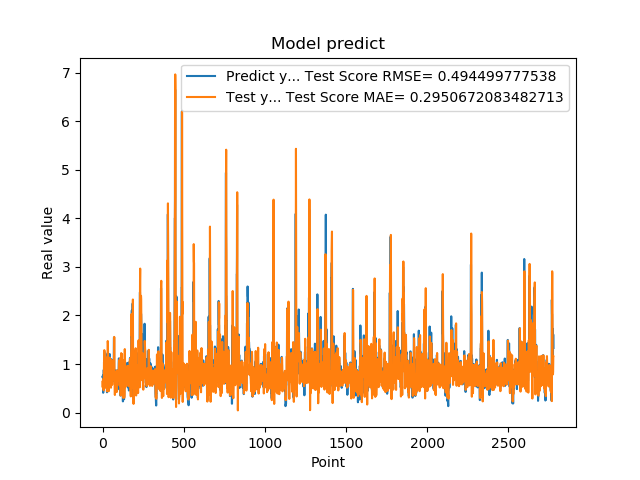 Model predict
Predict y... Test Score RMSE= 0.494499777538
Test y... Test Score MAE= 0.2950672083482713
7
6
5
4
3
2
1
0
Real value
0 500 1000 1500 2000 2500
Point